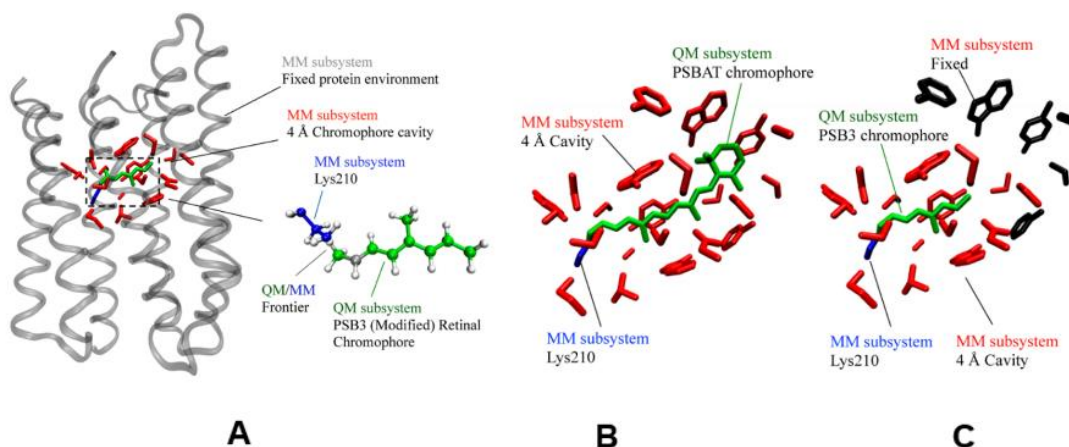 MM subsystem
Fixed protein environment
MM subsystem
4 Å Chromophore cavity
MM subsystem
Lys210
QM/MM
Frontier
QM subsystem
PSB3 (Modified) Retinal
Chromophore
A
QM subsystem
PSBAT chromophore
MM subsystem
4 Å Cavity
MM subsystem
Lys210
B
MM subsystem
Fixed
QM subsystem
PSB3 chromophore
MM subsystem
Lys210
MM subsystem
4 Å Cavity
C